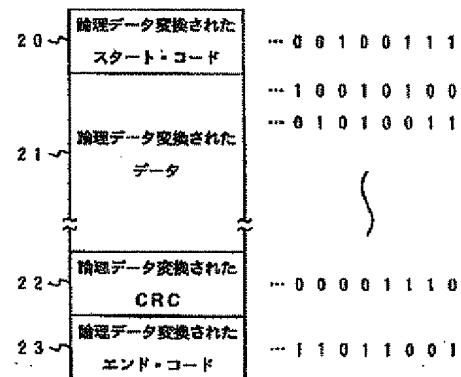 20 論理データ変換された ··· 0 0 1 0 0 1 1 1
スタート・コード
··· 1 0 0 1 0 1 0 0
··· 0 1 0 1 0 0 1 1
21 論理データ変換された
データ
22 論理データ変換された ··· 0 0 0 0 1 1 1 0
CRC
23 論理データ変換された ··· 1 1 0 1 1 0 0 1
エンド・コード